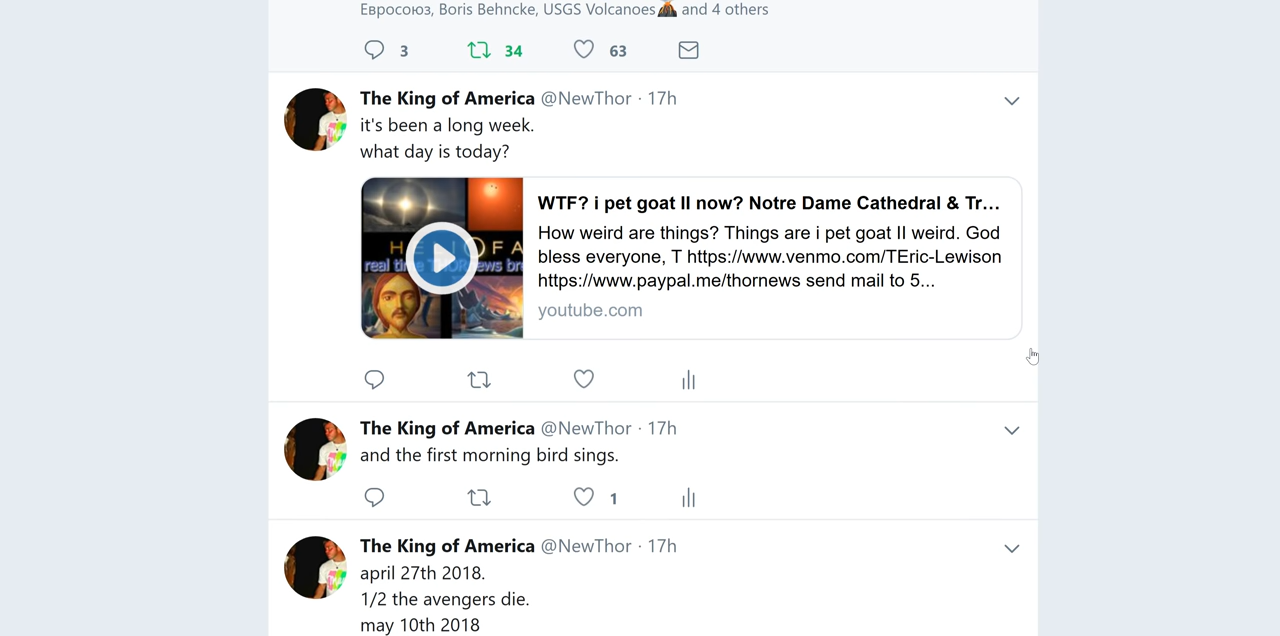 Евросоюз, Boris Behncke, USGS Volcanoes🌋 and 4 others
3 34 63
The King of America @NewThor · 17h
it's been a long week.
what day is today?
WTF? i pet goat II now? Notre Dame Cathedral & Tr...
How weird are things? Things are i pet goat II weird. God
bless everyone, T https://www.venmo.com/TEric-Lewison
https://www.paypal.me/thornews send mail to 5...
youtube.com
The King of America @NewThor · 17h
and the first morning bird sings.
1
The King of America @NewThor · 17h
april 27th 2018.
1/2 the avengers die.
may 10th 2018